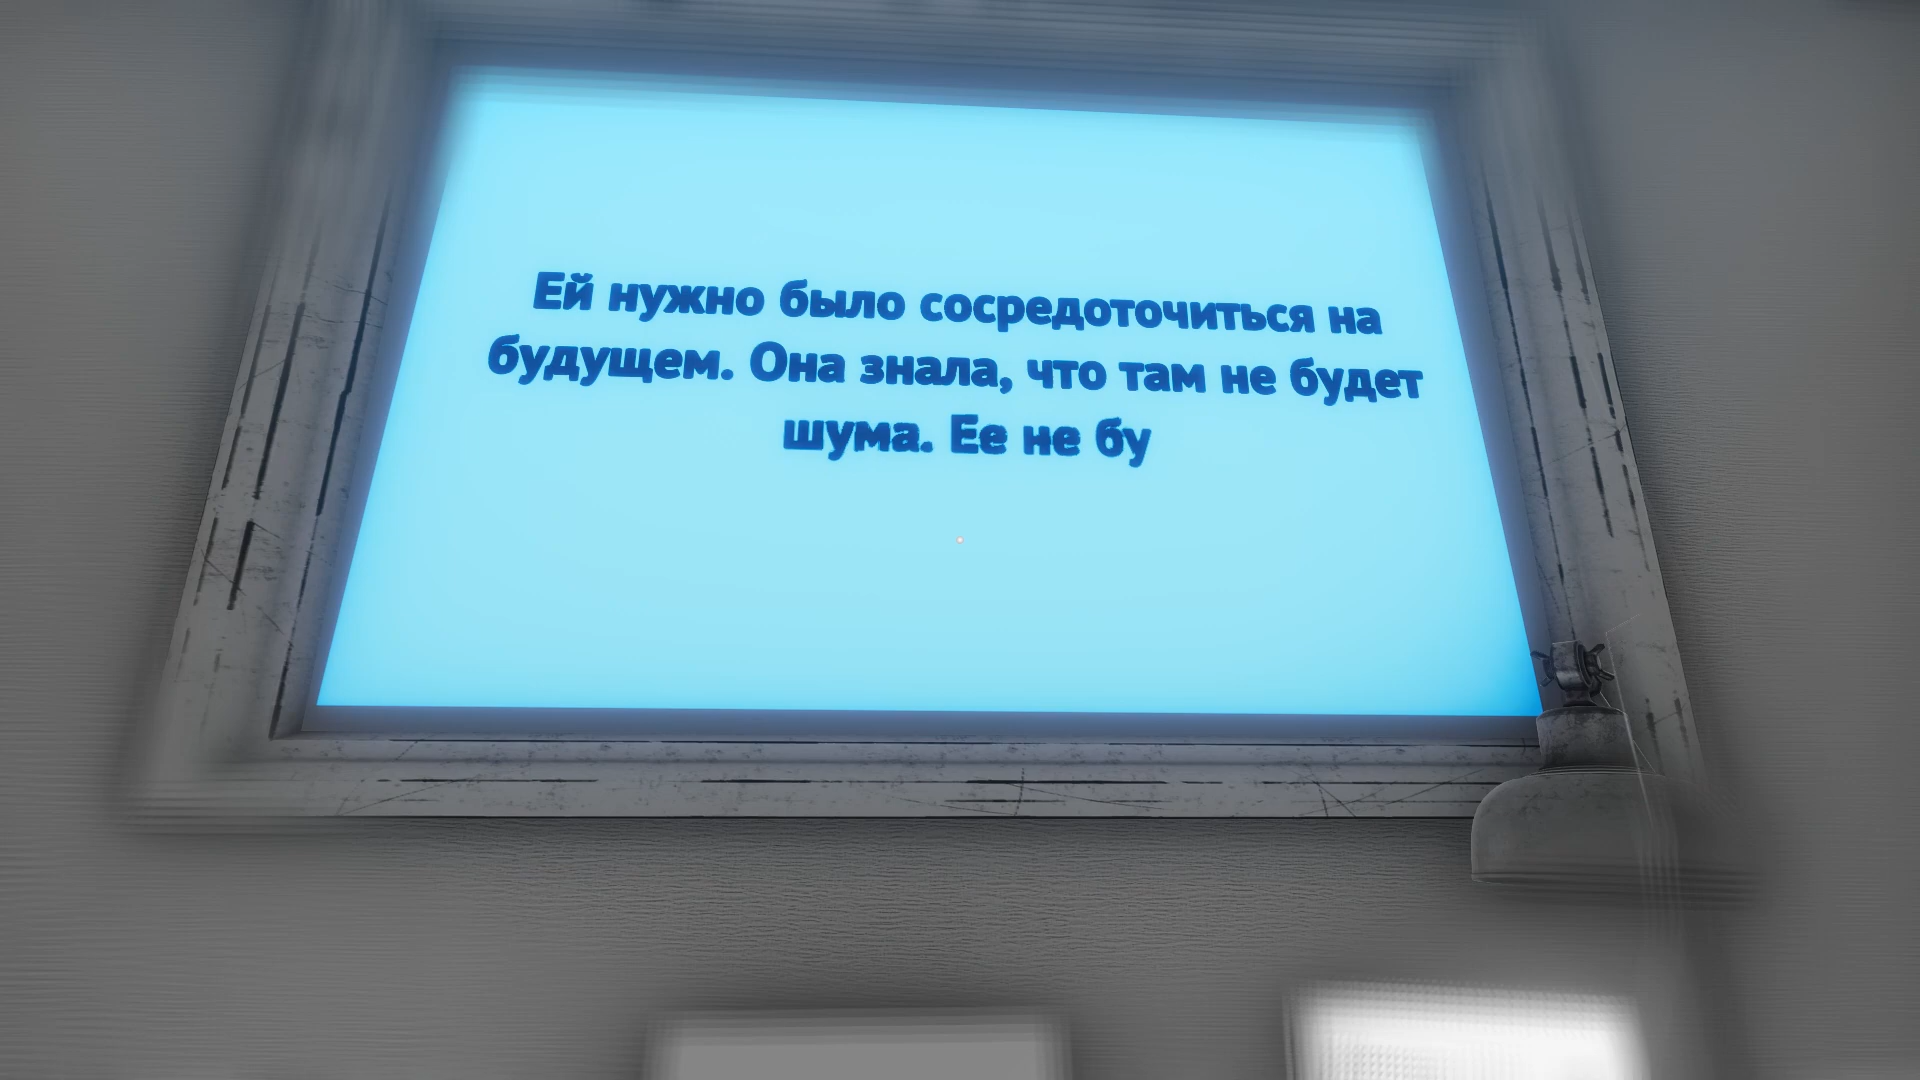 Ей нужно было сосредоточиться на
будущем. Она знала, что там не будет
шума. Ее не бу